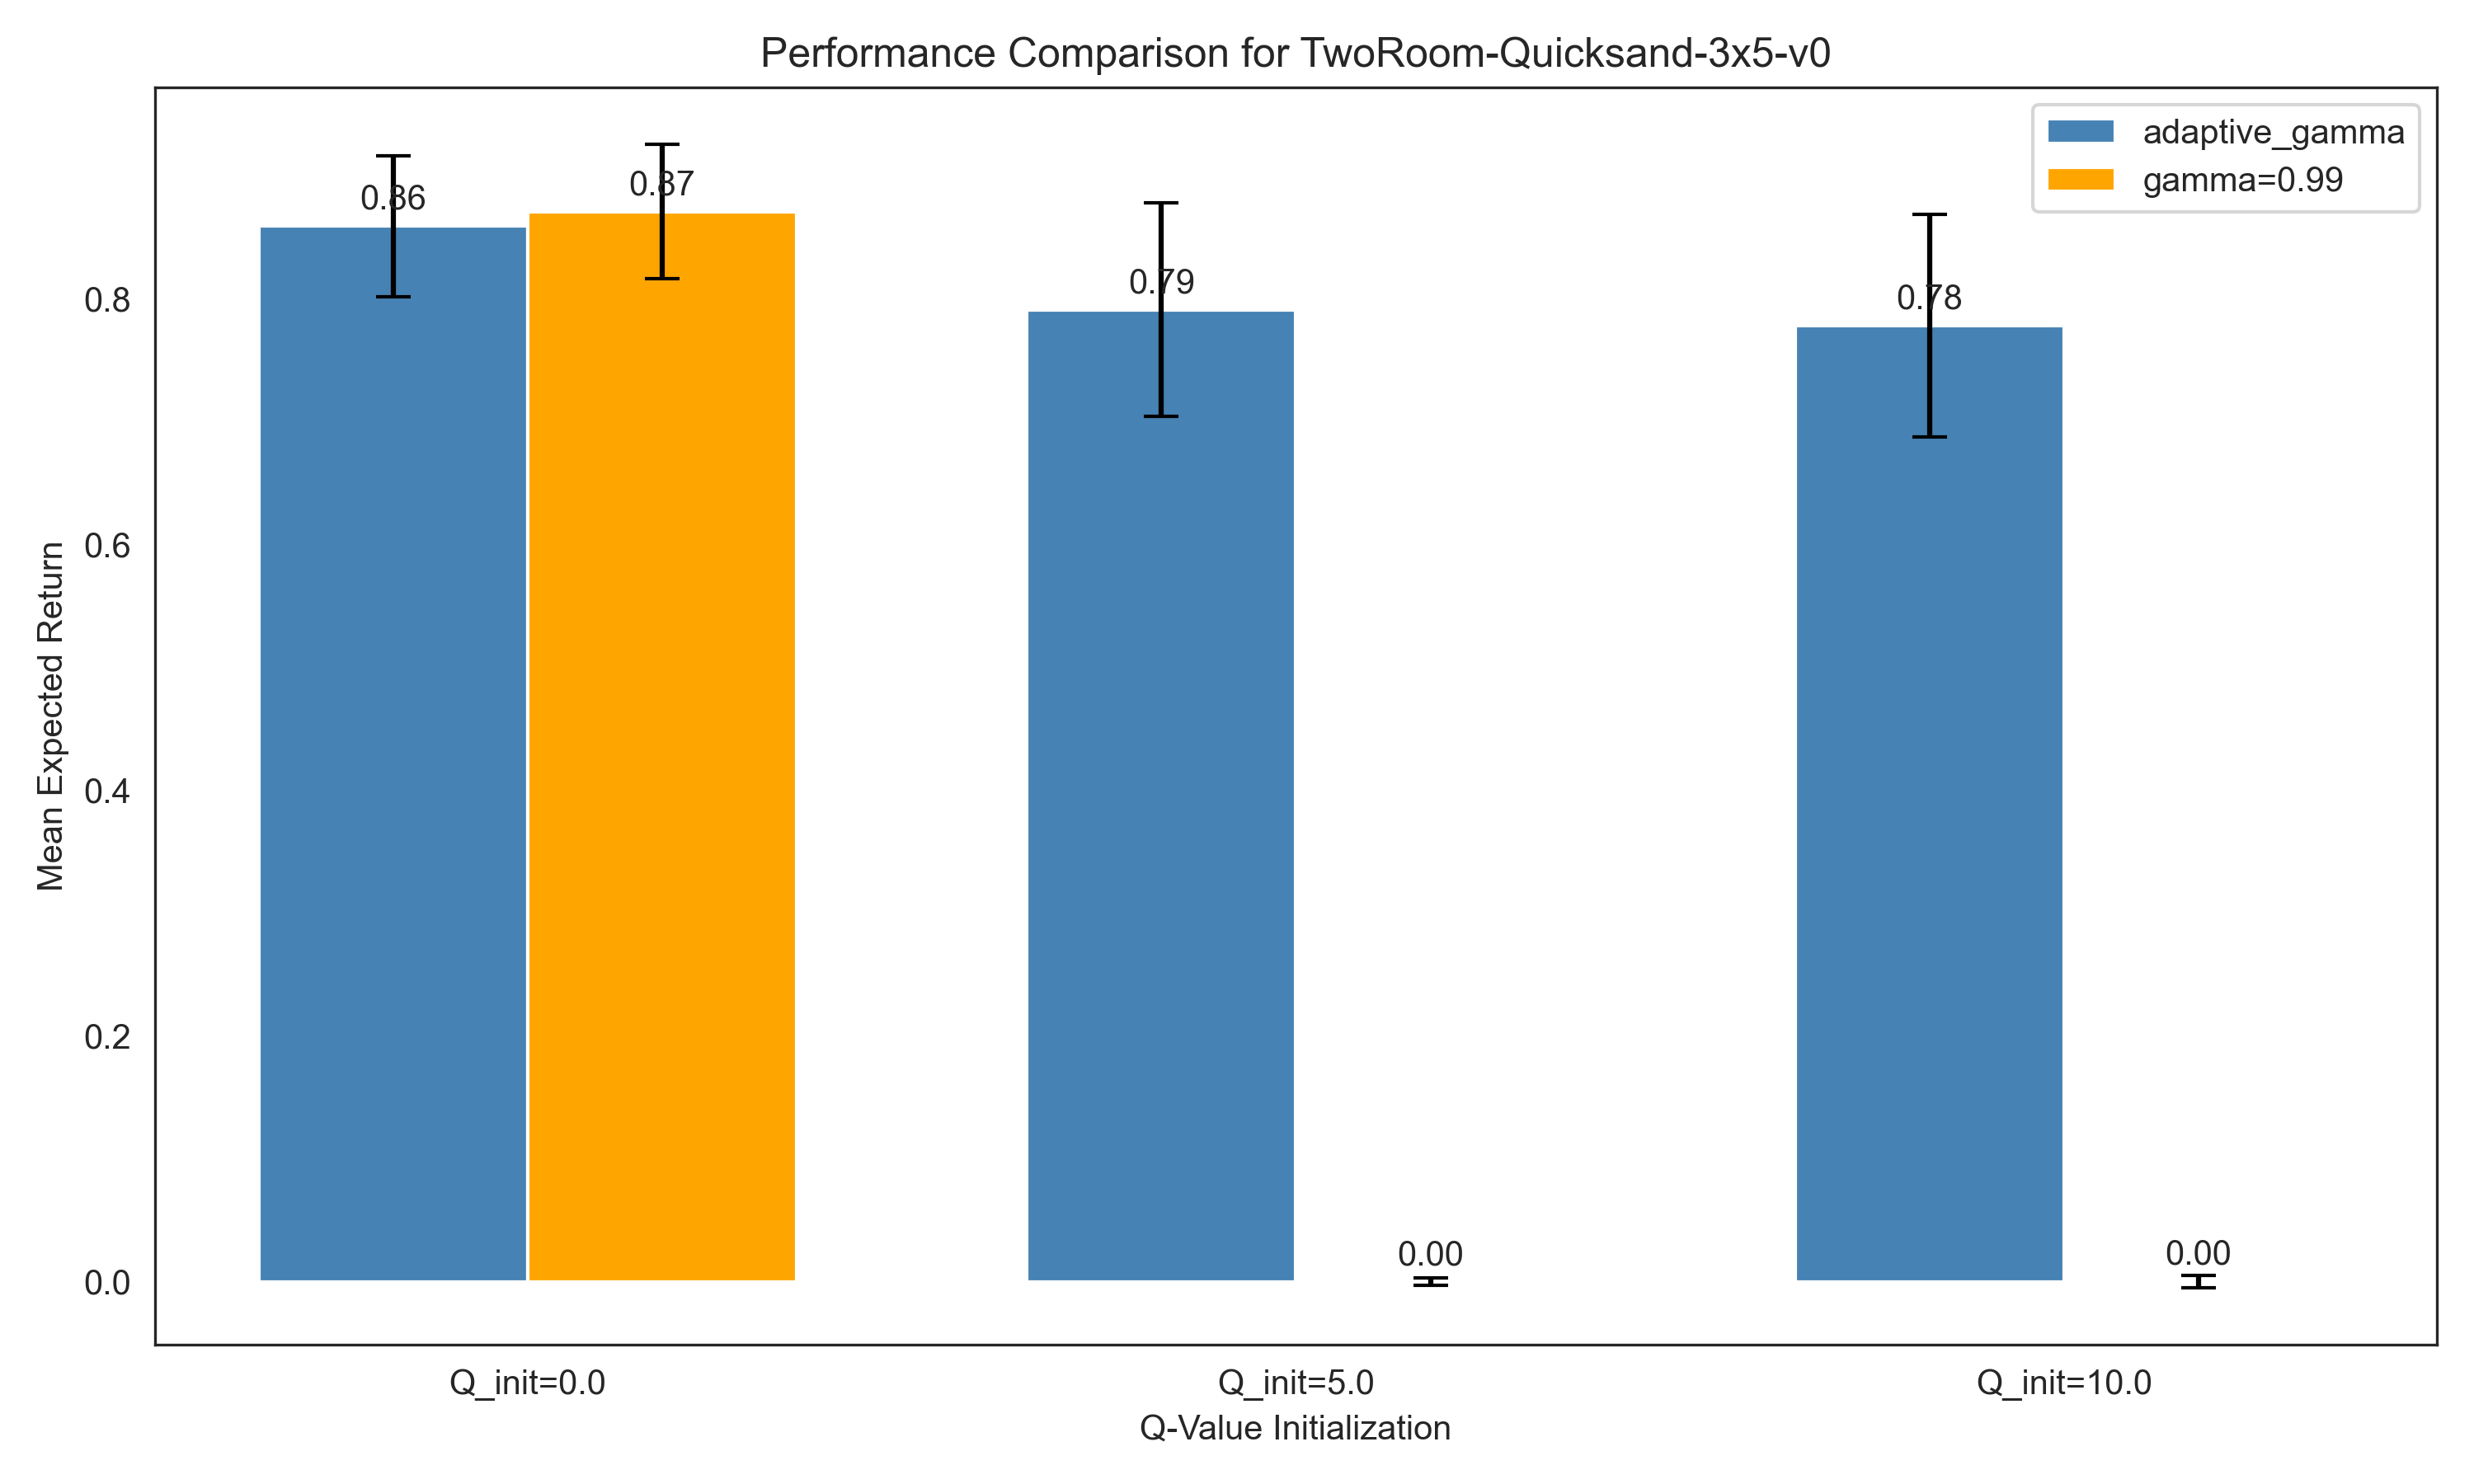 Performance Comparison for TwoRoom-Quicksand-3x5-v0
adaptive_gamma
gamma=0.99
Mean Expected Return
0.8
0.6
0.4
0.2
0.0
0.86
0.87
0.79
0.00
0.78
0.00
Q_init=0.0
Q_init=5.0
Q_init=10.0
Q-Value Initialization